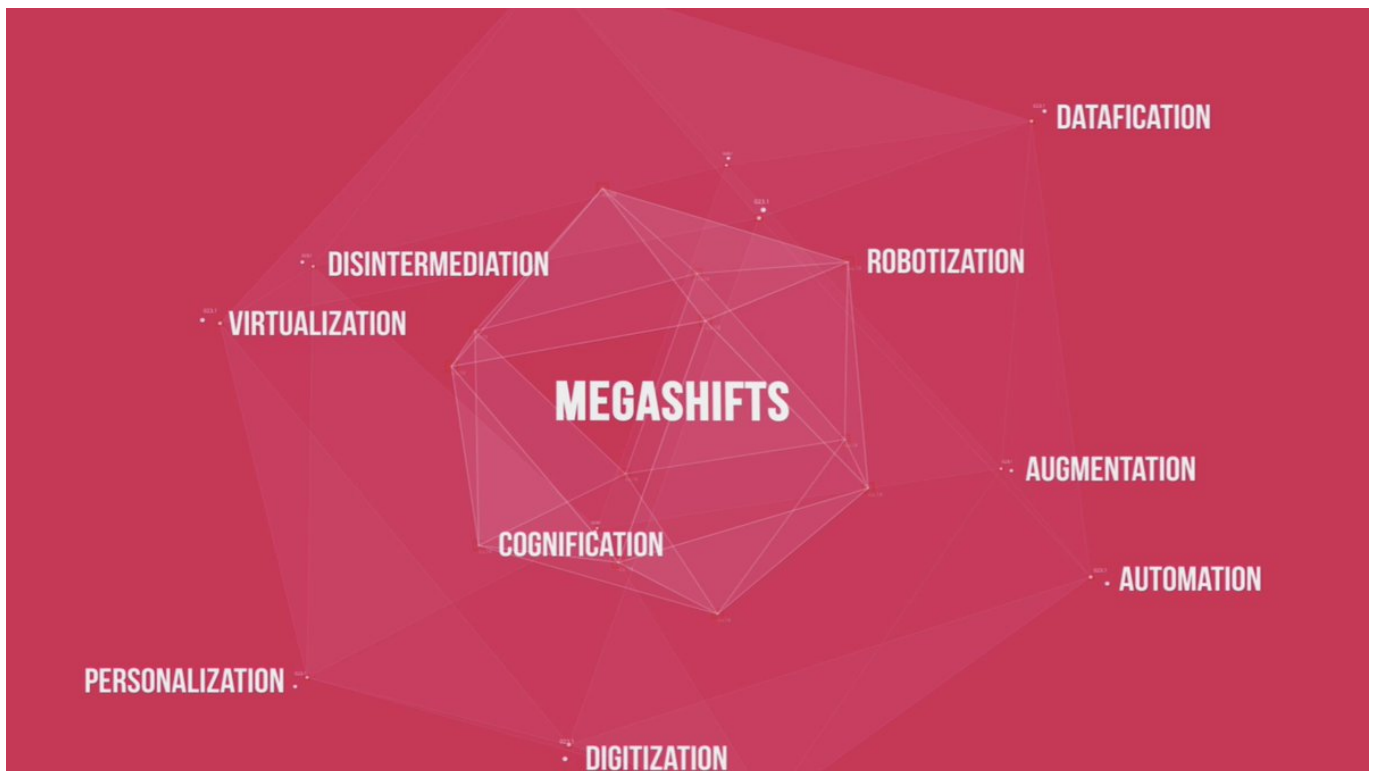 DATAFICATION
DISINTERMEDIATION
ROBOTIZATION
VIRTUALIZATION
MEGASHIFTS
AUGMENTATION
COGNIFICATION
AUTOMATION
PERSONALIZATION
DIGITIZATION